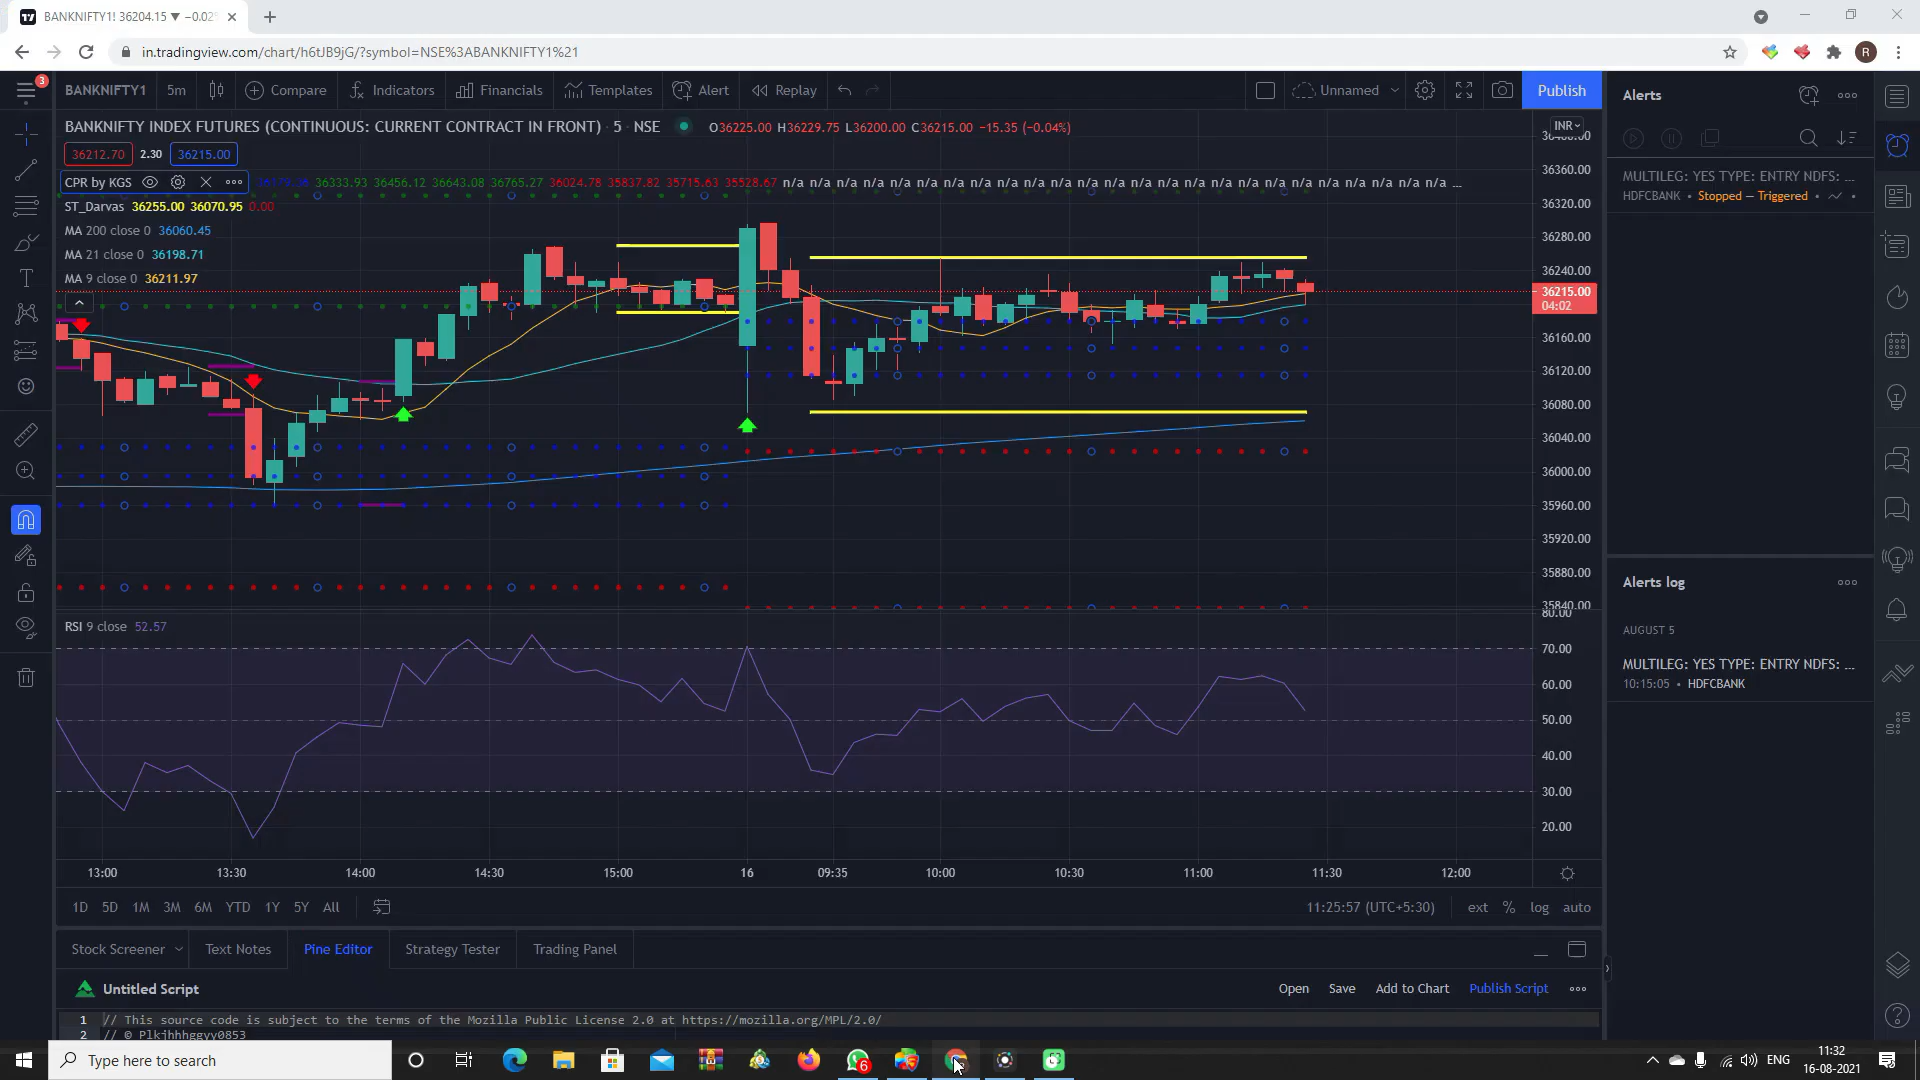 BANKNIFTY1! 36204.15 ▼ −0.02%
in.tradingview.com/chart/h6tJB9jG/?symbol=NSE%3ABANKNIFTY1%21
R
3
BANKNIFTY1 5m Compare Indicators Financials Templates Alert Replay Unnamed Publish
BANKNIFTY INDEX FUTURES (CONTINUOUS: CURRENT CONTRACT IN FRONT) · 5 · NSE O36225.00 H36229.75 L36200.00 C36215.00 −15.35 (−0.04%)
36212.70 2.30 36215.00
CPR by KGS 36179.38 36333.93 36456.12 36643.08 36765.27 36024.78 35837.82 35715.63 35528.67 n/a n/a n/a n/a n/a n/a n/a n/a n/a n/a n/a n/a n/a n/a n/a n/a n/a n/a n/a n/a n/a n/a n/a n/a n/a ...
ST_Darvas 36255.00 36070.95 0.00
MA 200 close 0 36060.45
MA 21 close 0 36198.71
MA 9 close 0 36211.97
INR
36400.00
36360.00
36320.00
36280.00
36240.00
36215.00
04:02
36160.00
36120.00
36080.00
36040.00
36000.00
35960.00
35920.00
35880.00
35840.00
RSI 9 close 52.57
80.00
70.00
60.00
50.00
40.00
30.00
20.00
13:00 13:30 14:00 14:30 15:00 16 09:35 10:00 10:30 11:00 11:30 12:00
1D 5D 1M 3M 6M YTD 1Y 5Y All 11:25:57 (UTC+5:30) ext % log auto
Stock Screener Text Notes Pine Editor Strategy Tester Trading Panel
Untitled Script Open Save Add to Chart Publish Script
1 // This source code is subject to the terms of the Mozilla Public License 2.0 at https://mozilla.org/MPL/2.0/
2 // © Plkjhhhggyy0853
Alerts
MULTILEG: YES TYPE: ENTRY NDFS: ...
HDFCBANK • Stopped — Triggered •
Alerts log
AUGUST 5
MULTILEG: YES TYPE: ENTRY NDFS: ...
10:15:05 • HDFCBANK
Type here to search
6
ENG
11:32
16-08-2021